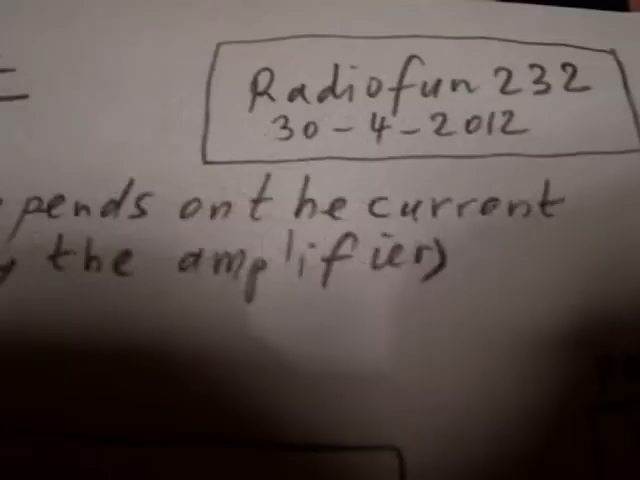 Radiofun 232
30-4-2012
pends on the current
the amplifier)